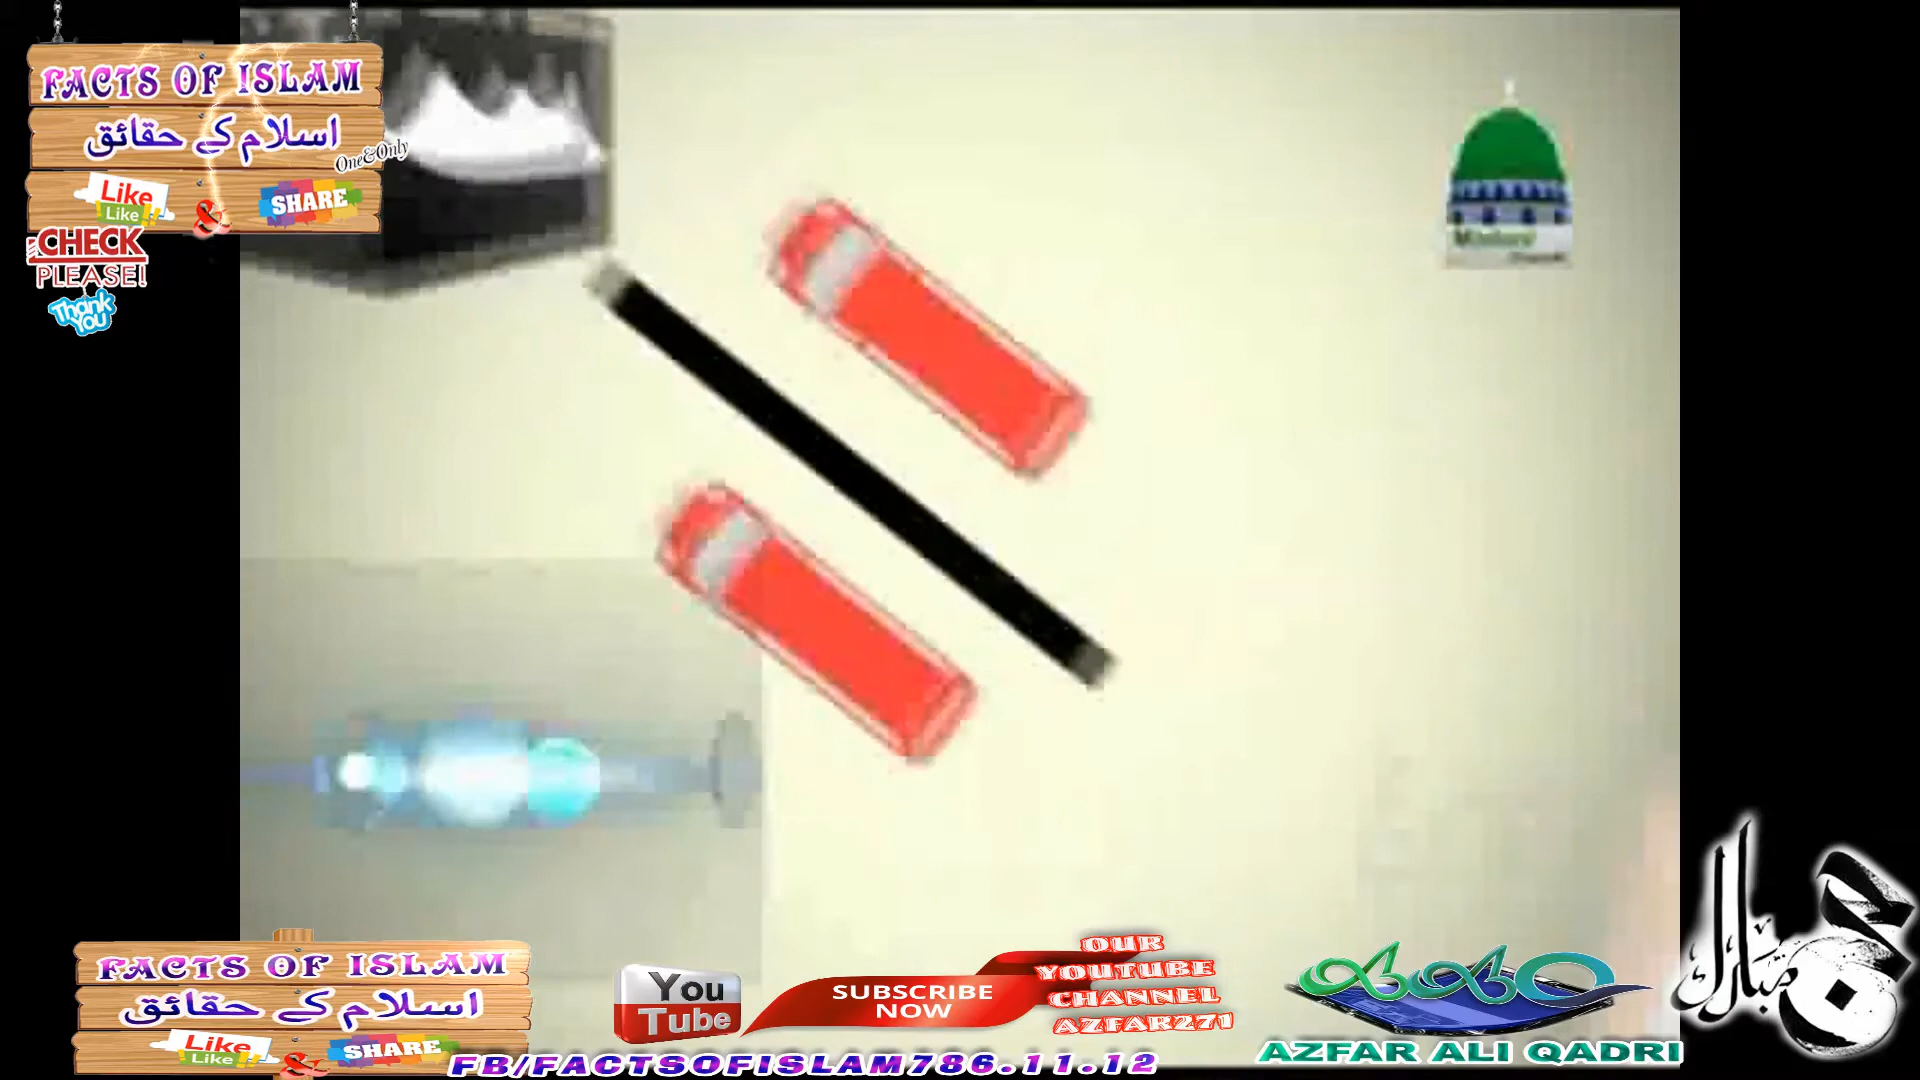 FACTS OF ISLAM
اسلام کے حقائق
One&Only
Like
Like!!
&
SHARE
CHECK
PLEASE!
Thank
You
FACTS OF ISLAM
اسلام کے حقائق
Like
Like!!
&
SHARE
FB/FACTSOFISLAM786.11.12
You
Tube
SUBSCRIBE
NOW
OUR
YOUTUBE
CHANNEL
AZFAR271
AZFAR ALI QADRI
حج مبارک